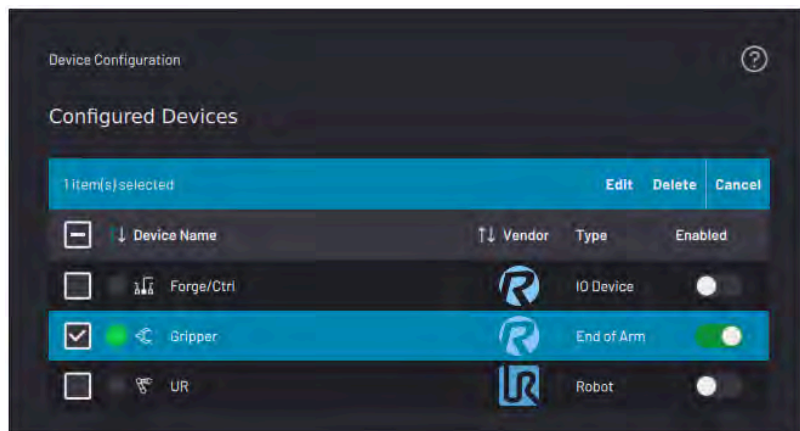 Device Configuration
?
Configured Devices
1 item(s) selected Edit Delete Cancel
↓ Device Name ↑↓ Vendor Type Enabled
Forge/Ctrl R IO Device
Gripper R End of Arm
UR UR Robot